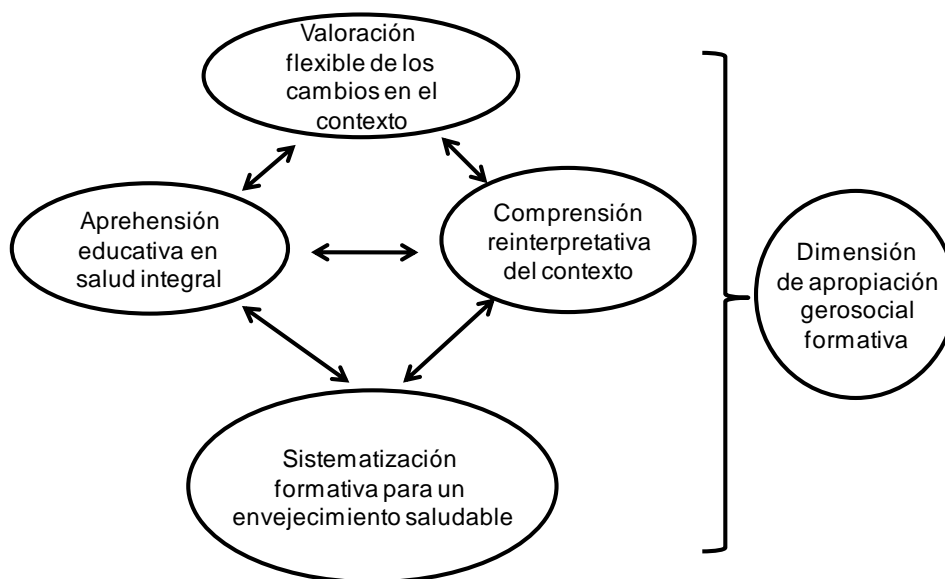 Valoración
flexible de los
cambios en el
contexto
Aprehensión
educativa en
salud integral
Comprensión
reinterpretativa
del contexto
Sistematización
formativa para un
envejecimiento saludable
Dimensión
de apropiación
gerosocial
formativa